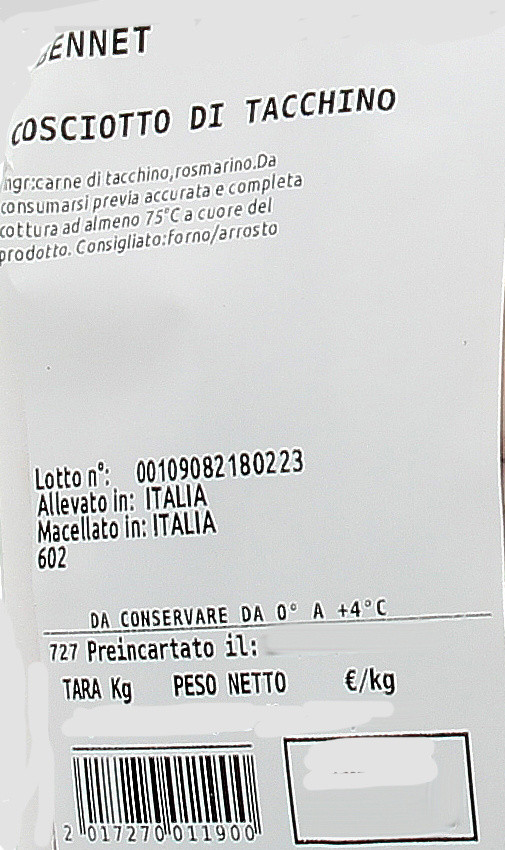 BENNET
COSCIOTTO DI TACCHINO
ngr:carne di tacchino,rosmarino.Da
consumarsi previa accurata e completa
cottura ad almeno 75°C a cuore del
prodotto. Consigliato:forno/arrosto
Lotto n°: 00109082180223
Allevato in: ITALIA
Macellato in: ITALIA
602
DA CONSERVARE DA 0° A +4°C
727 Preincartato il:
TARA Kg PESO NETTO €/kg
2 017270 011900